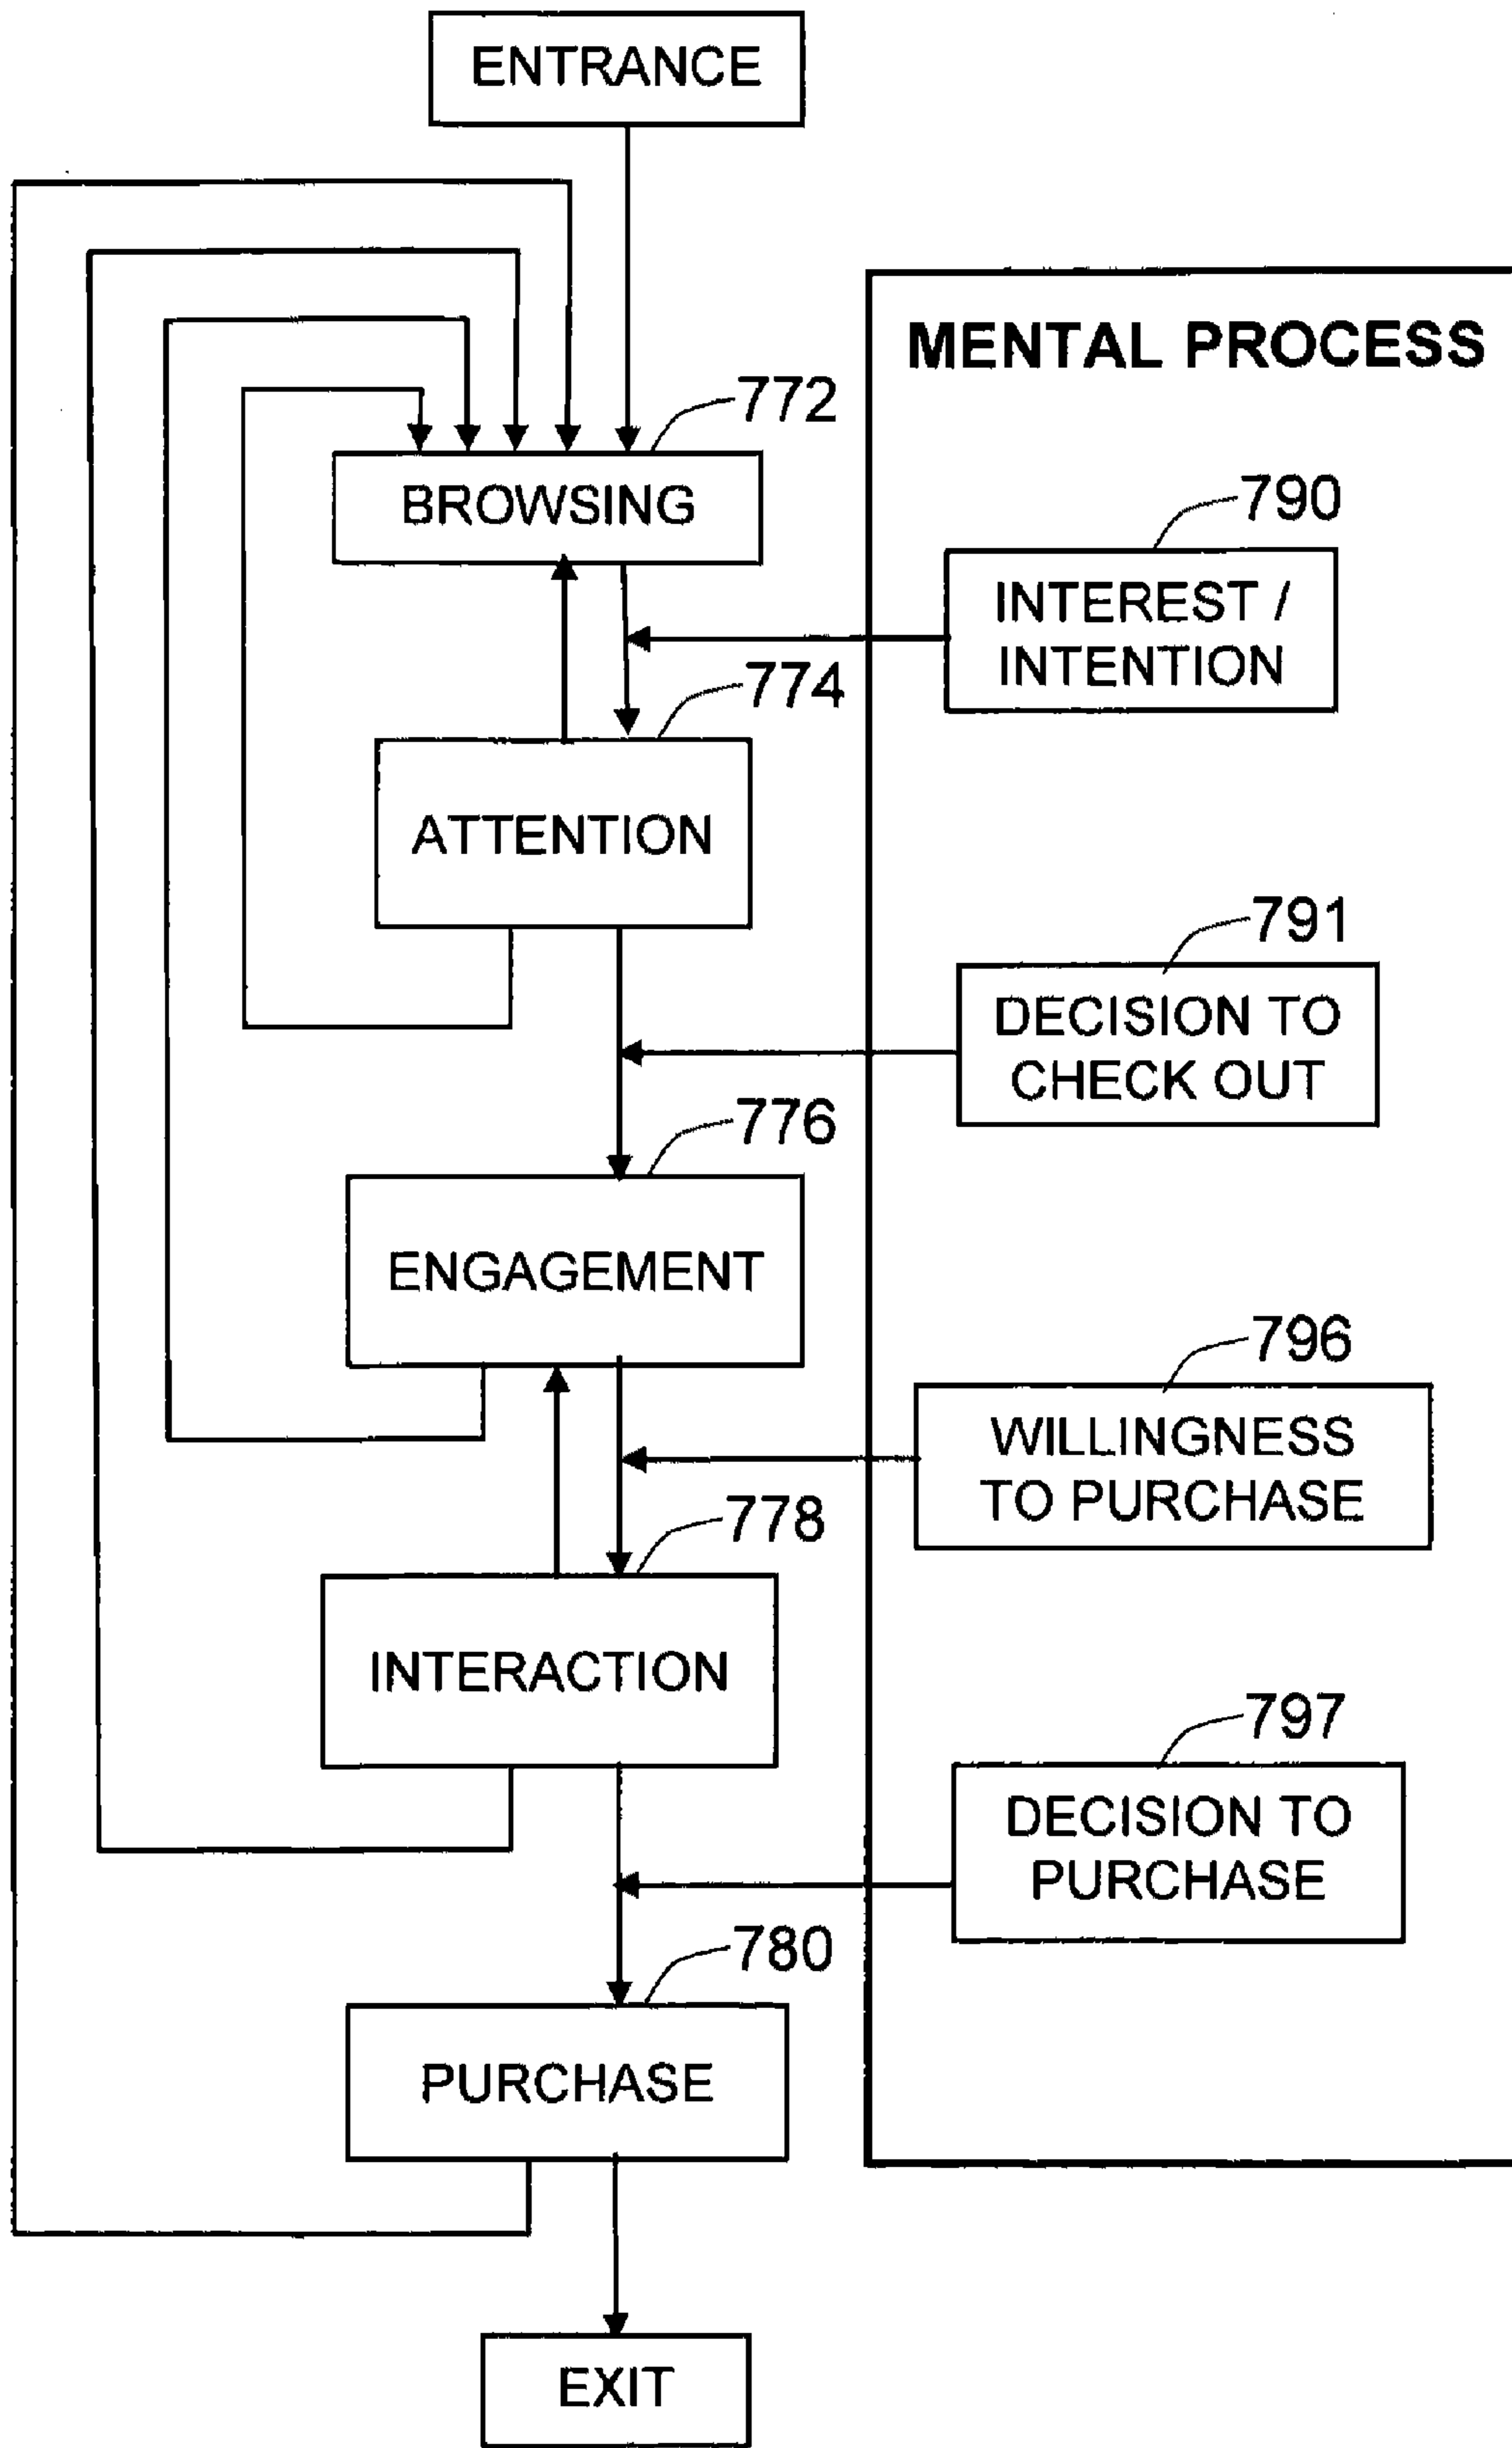 ENTRANCE
MENTAL PROCESS
772
BROWSING
790
INTEREST /
INTENTION
774
ATTENTION
791
DECISION TO
CHECK OUT
776
ENGAGEMENT
796
WILLINGNESS
TO PURCHASE
778
INTERACTION
797
DECISION TO
PURCHASE
780
PURCHASE
EXIT